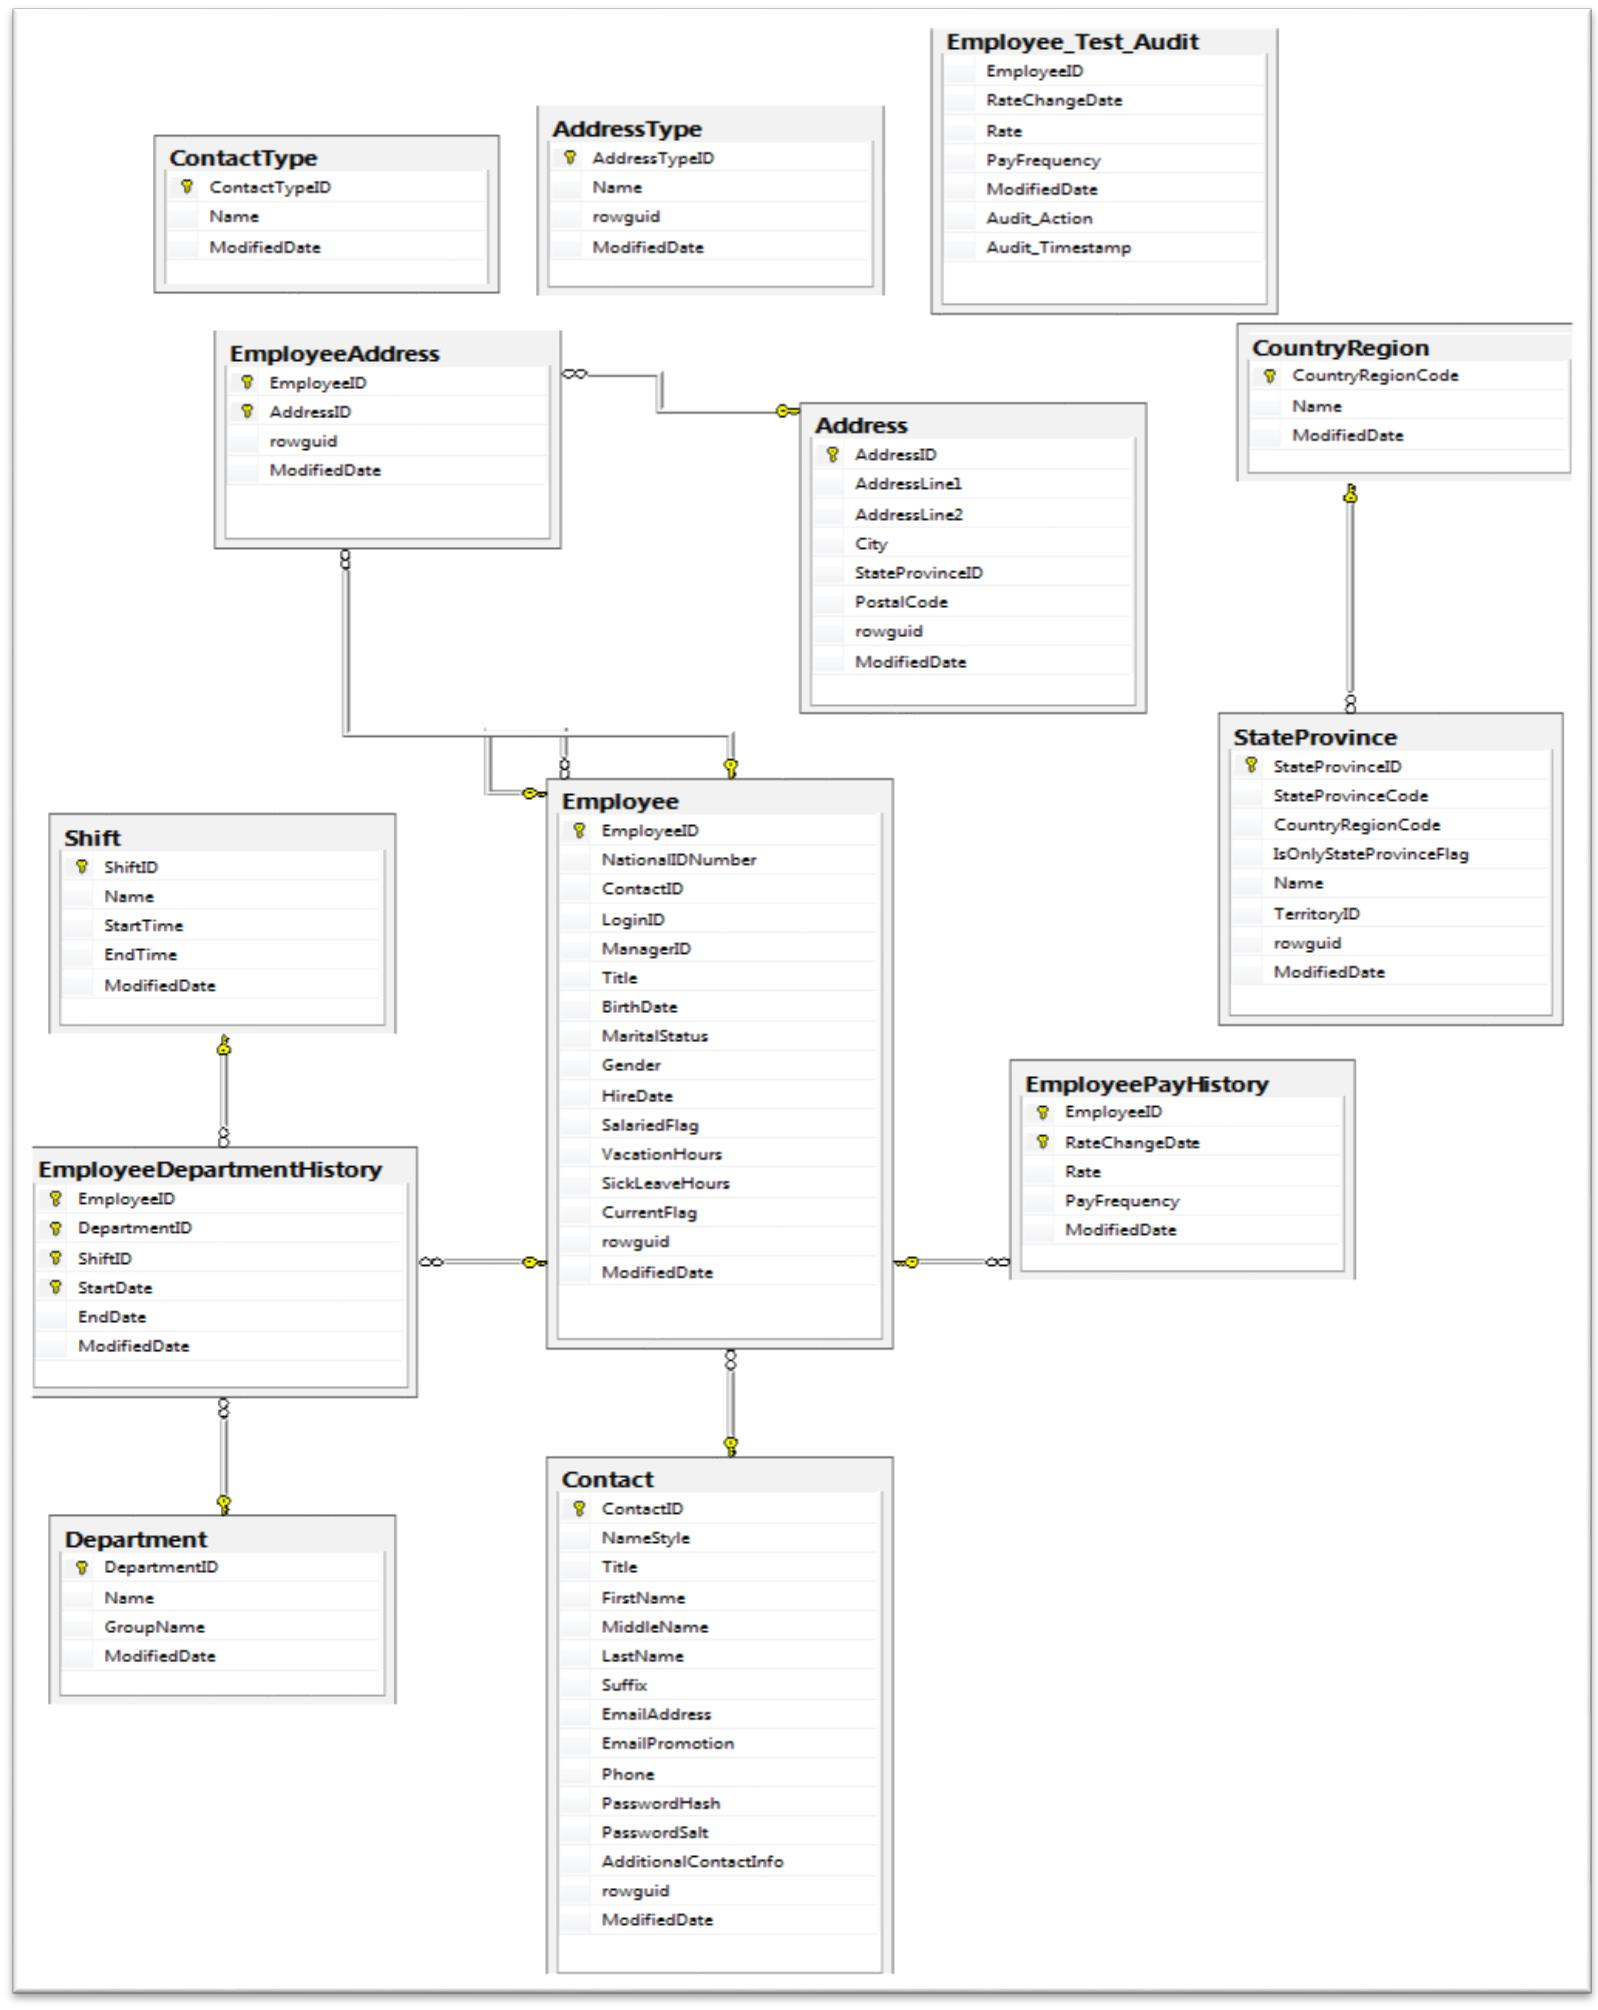 Employee_Test_Audit
EmployeeID
RateChangeDate
Rate
PayFrequency
ModifiedDate
Audit_Action
Audit_Timestamp
AddressType
AddressTypeID
Name
rowguid
ModifiedDate
ContactType
ContactTypeID
Name
ModifiedDate
EmployeeAddress
EmployeeID
AddressID
rowguid
ModifiedDate
CountryRegion
CountryRegionCode
Name
ModifiedDate
Address
AddressID
AddressLine1
AddressLine2
City
StateProvinceID
PostalCode
rowguid
ModifiedDate
StateProvince
StateProvinceID
StateProvinceCode
CountryRegionCode
IsOnlyStateProvinceFlag
Name
TerritoryID
rowguid
ModifiedDate
Employee
EmployeeID
NationalIDNumber
ContactID
LoginID
ManagerID
Title
BirthDate
MaritalStatus
Gender
HireDate
SalariedFlag
VacationHours
SickLeaveHours
CurrentFlag
rowguid
ModifiedDate
Shift
ShiftID
Name
StartTime
EndTime
ModifiedDate
EmployeePayHistory
EmployeeID
RateChangeDate
Rate
PayFrequency
ModifiedDate
EmployeeDepartmentHistory
EmployeeID
DepartmentID
ShiftID
StartDate
EndDate
ModifiedDate
Contact
ContactID
NameStyle
Title
FirstName
MiddleName
LastName
Suffix
EmailAddress
EmailPromotion
Phone
PasswordHash
PasswordSalt
AdditionalContactInfo
rowguid
ModifiedDate
Department
DepartmentID
Name
GroupName
ModifiedDate